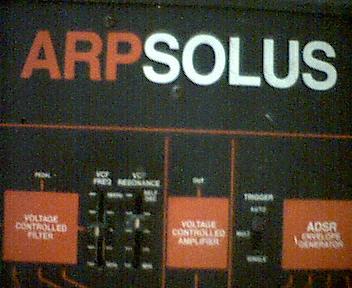 ARPSOLUS
PEDAL
VCF
FREQ
VCF
RESONANCE
OUT
TRIGGER
AUTO
MULT
SINGLE
VOLTAGE
CONTROLLED
FILTER
VOLTAGE
CONTROLLED
AMPLIFIER
ADSR
ENVELOPE
GENERATOR